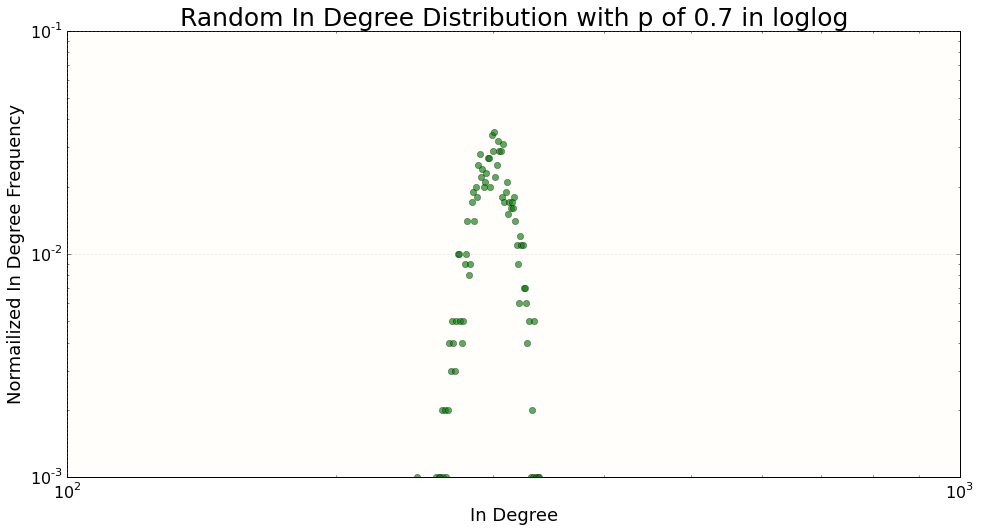 Random In Degree Distribution with p of 0.7 in loglog
10^-1
10^-2
10^-3
Normailized In Degree Frequency
10^2
10^3
In Degree